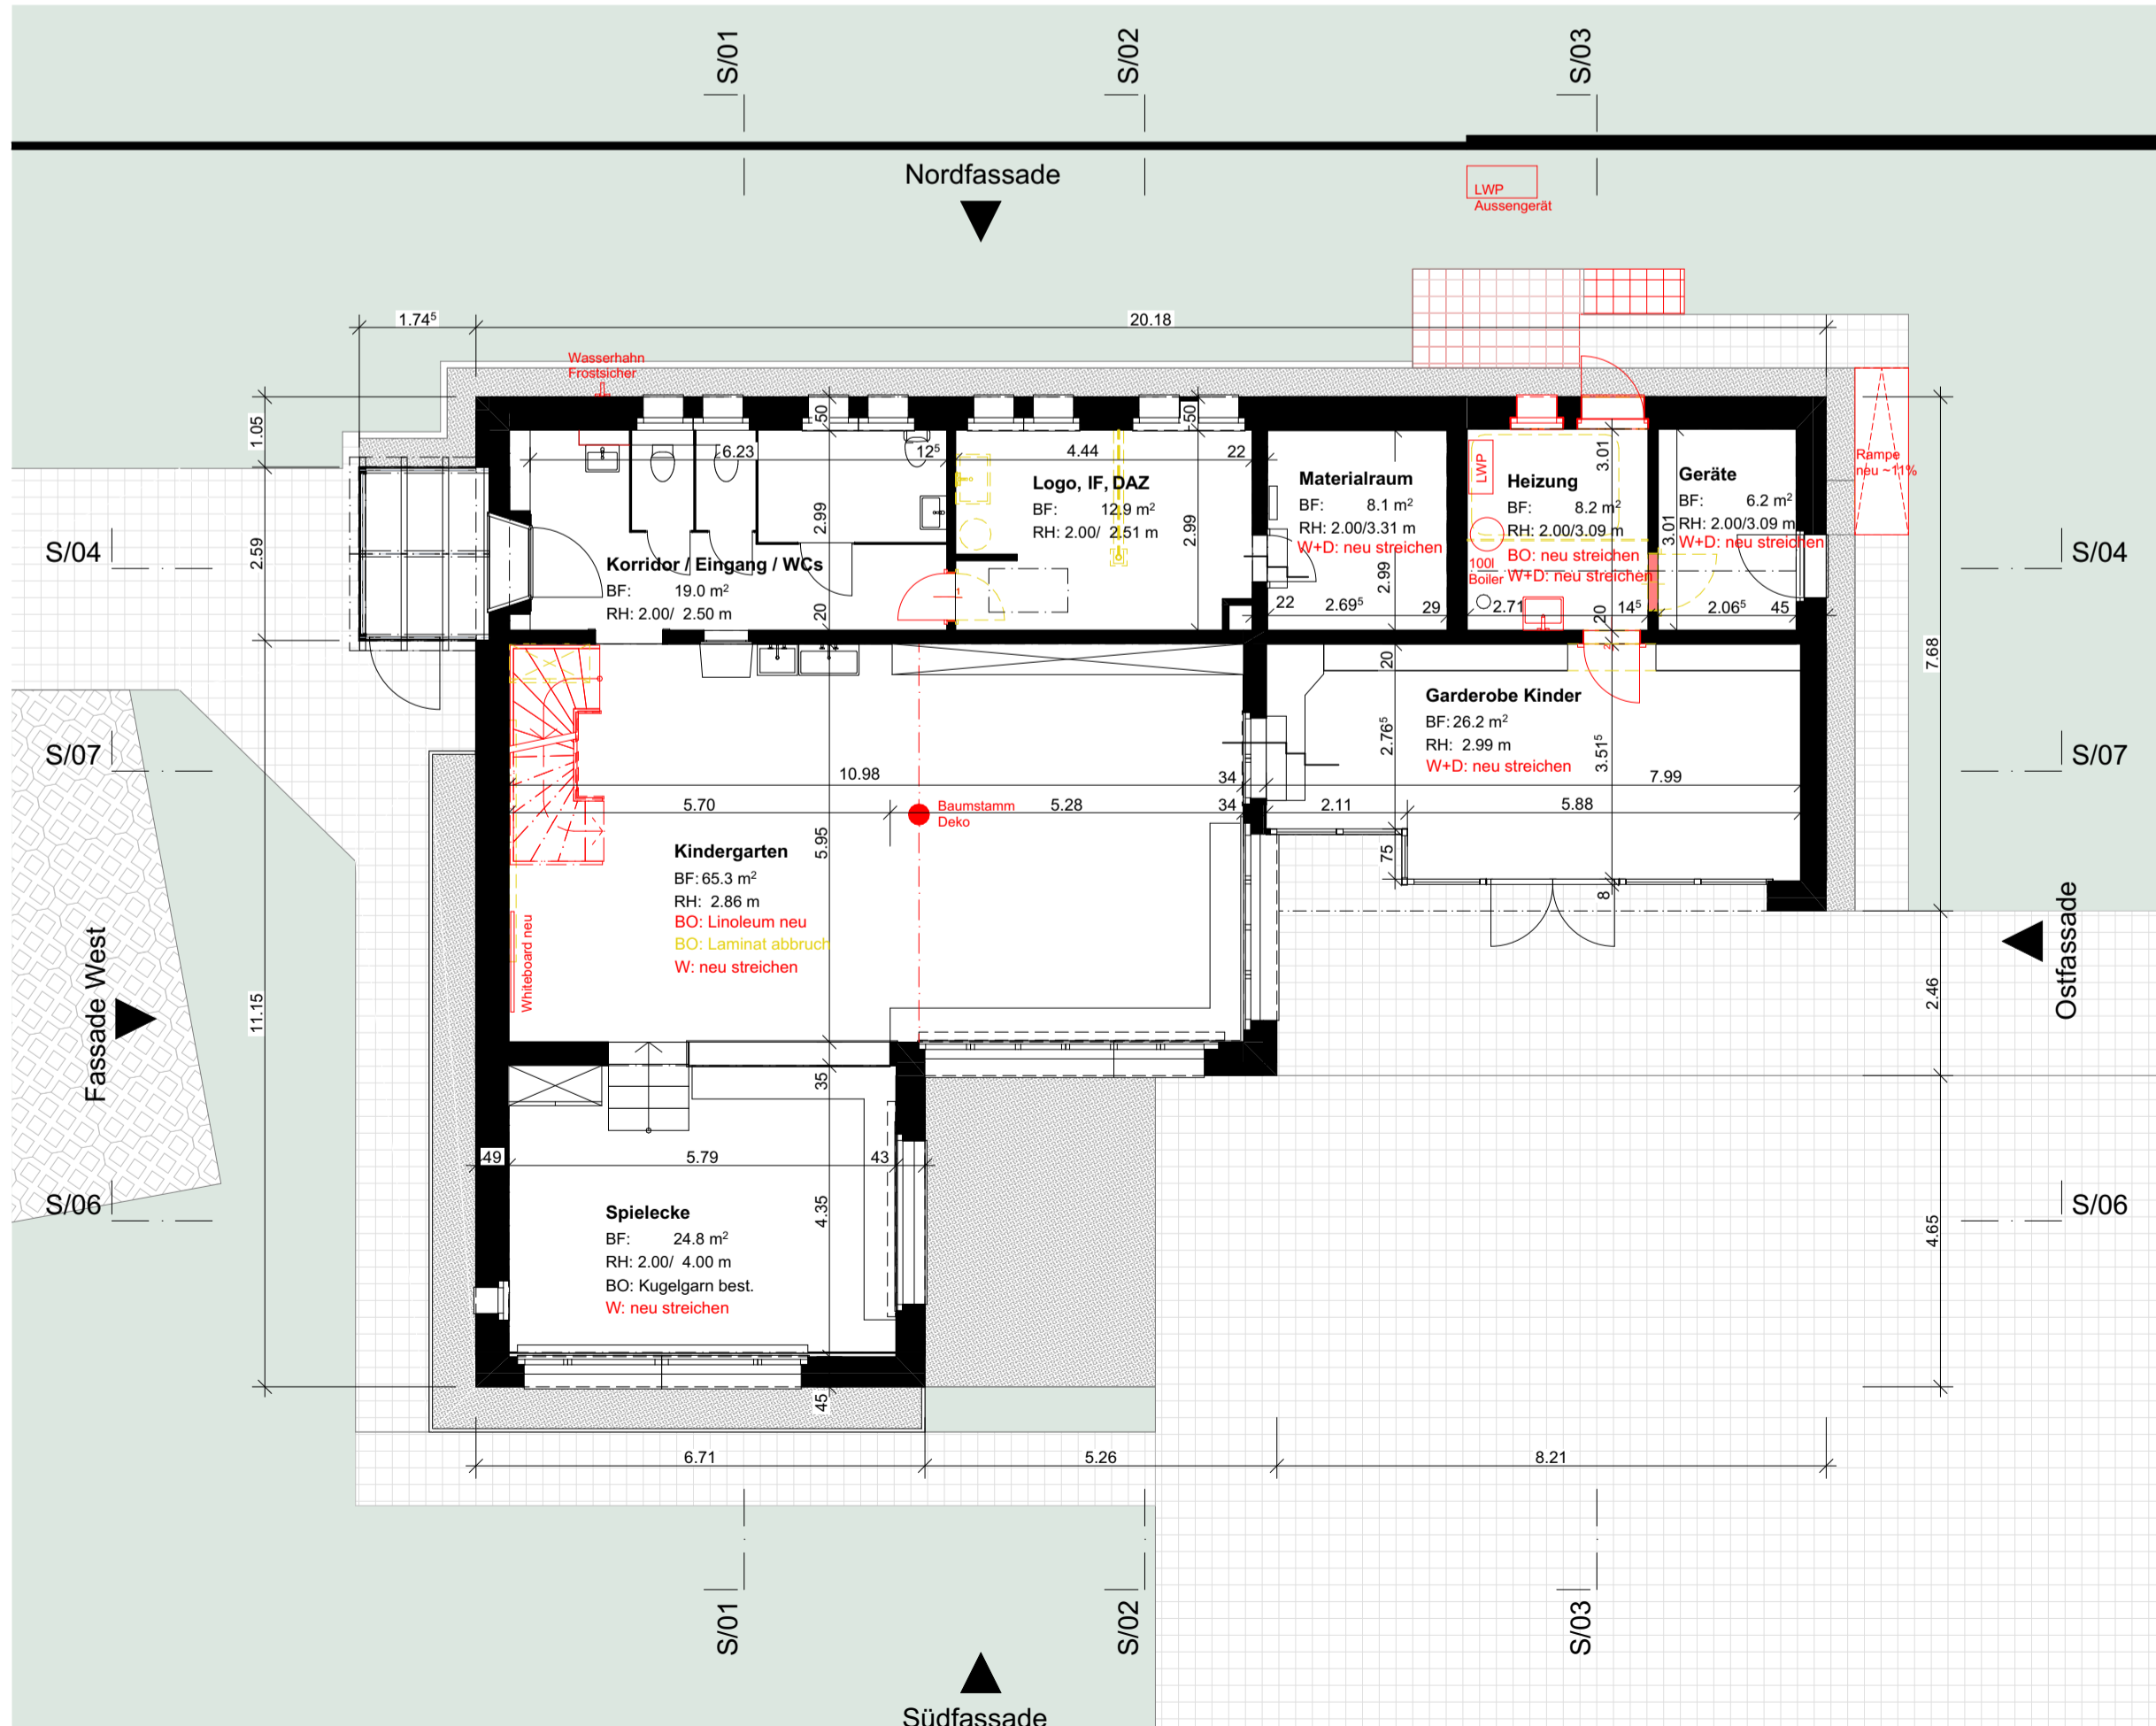 S/01
S/02
S/03
Nordfassade
LWP
Aussengerät
1.74⁵
20.18
Wasserhahn
Frostsicher
1.05
50
50
6.23
12⁵
4.44
22
3.01
LWP
Rampe
neu ~11%
Logo, IF, DAZ
BF: 12.9 m²
RH: 2.00/ 2.51 m
Materialraum
BF: 8.1 m²
RH: 2.00/3.31 m
W+D: neu streichen
Heizung
BF: 8.2 m²
RH: 2.00/3.09 m
BO: neu streichen
W+D: neu streichen
Geräte
BF: 6.2 m²
RH: 2.00/3.09 m
W+D: neu streichen
3.01
2.99
2.99
2.99
S/04
2.59
S/04
Korridor / Eingang / WCs
BF: 19.0 m²
RH: 2.00/ 2.50 m
100l
Boiler
1
20
22
2.69⁵
29
2.71
20
14⁵
2.06⁵
45
2
7.68
20
Garderobe Kinder
BF: 26.2 m²
RH: 2.99 m
W+D: neu streichen
2.76⁵
3.51⁵
S/07
S/07
10.98
34
7.99
5.70
Baumstamm
Deko
5.28
34
2.11
5.88
5.95
75
8
Kindergarten
BF: 65.3 m²
RH: 2.86 m
BO: Linoleum neu
BO: Laminat abbruch
W: neu streichen
Whiteboard neu
Fassade West
Ostfassade
11.15
2.46
35
49
5.79
43
4.35
S/06
S/06
4.65
Spielecke
BF: 24.8 m²
RH: 2.00/ 4.00 m
BO: Kugelgarn best.
W: neu streichen
45
6.71
5.26
8.21
S/01
S/02
S/03
Südfassade